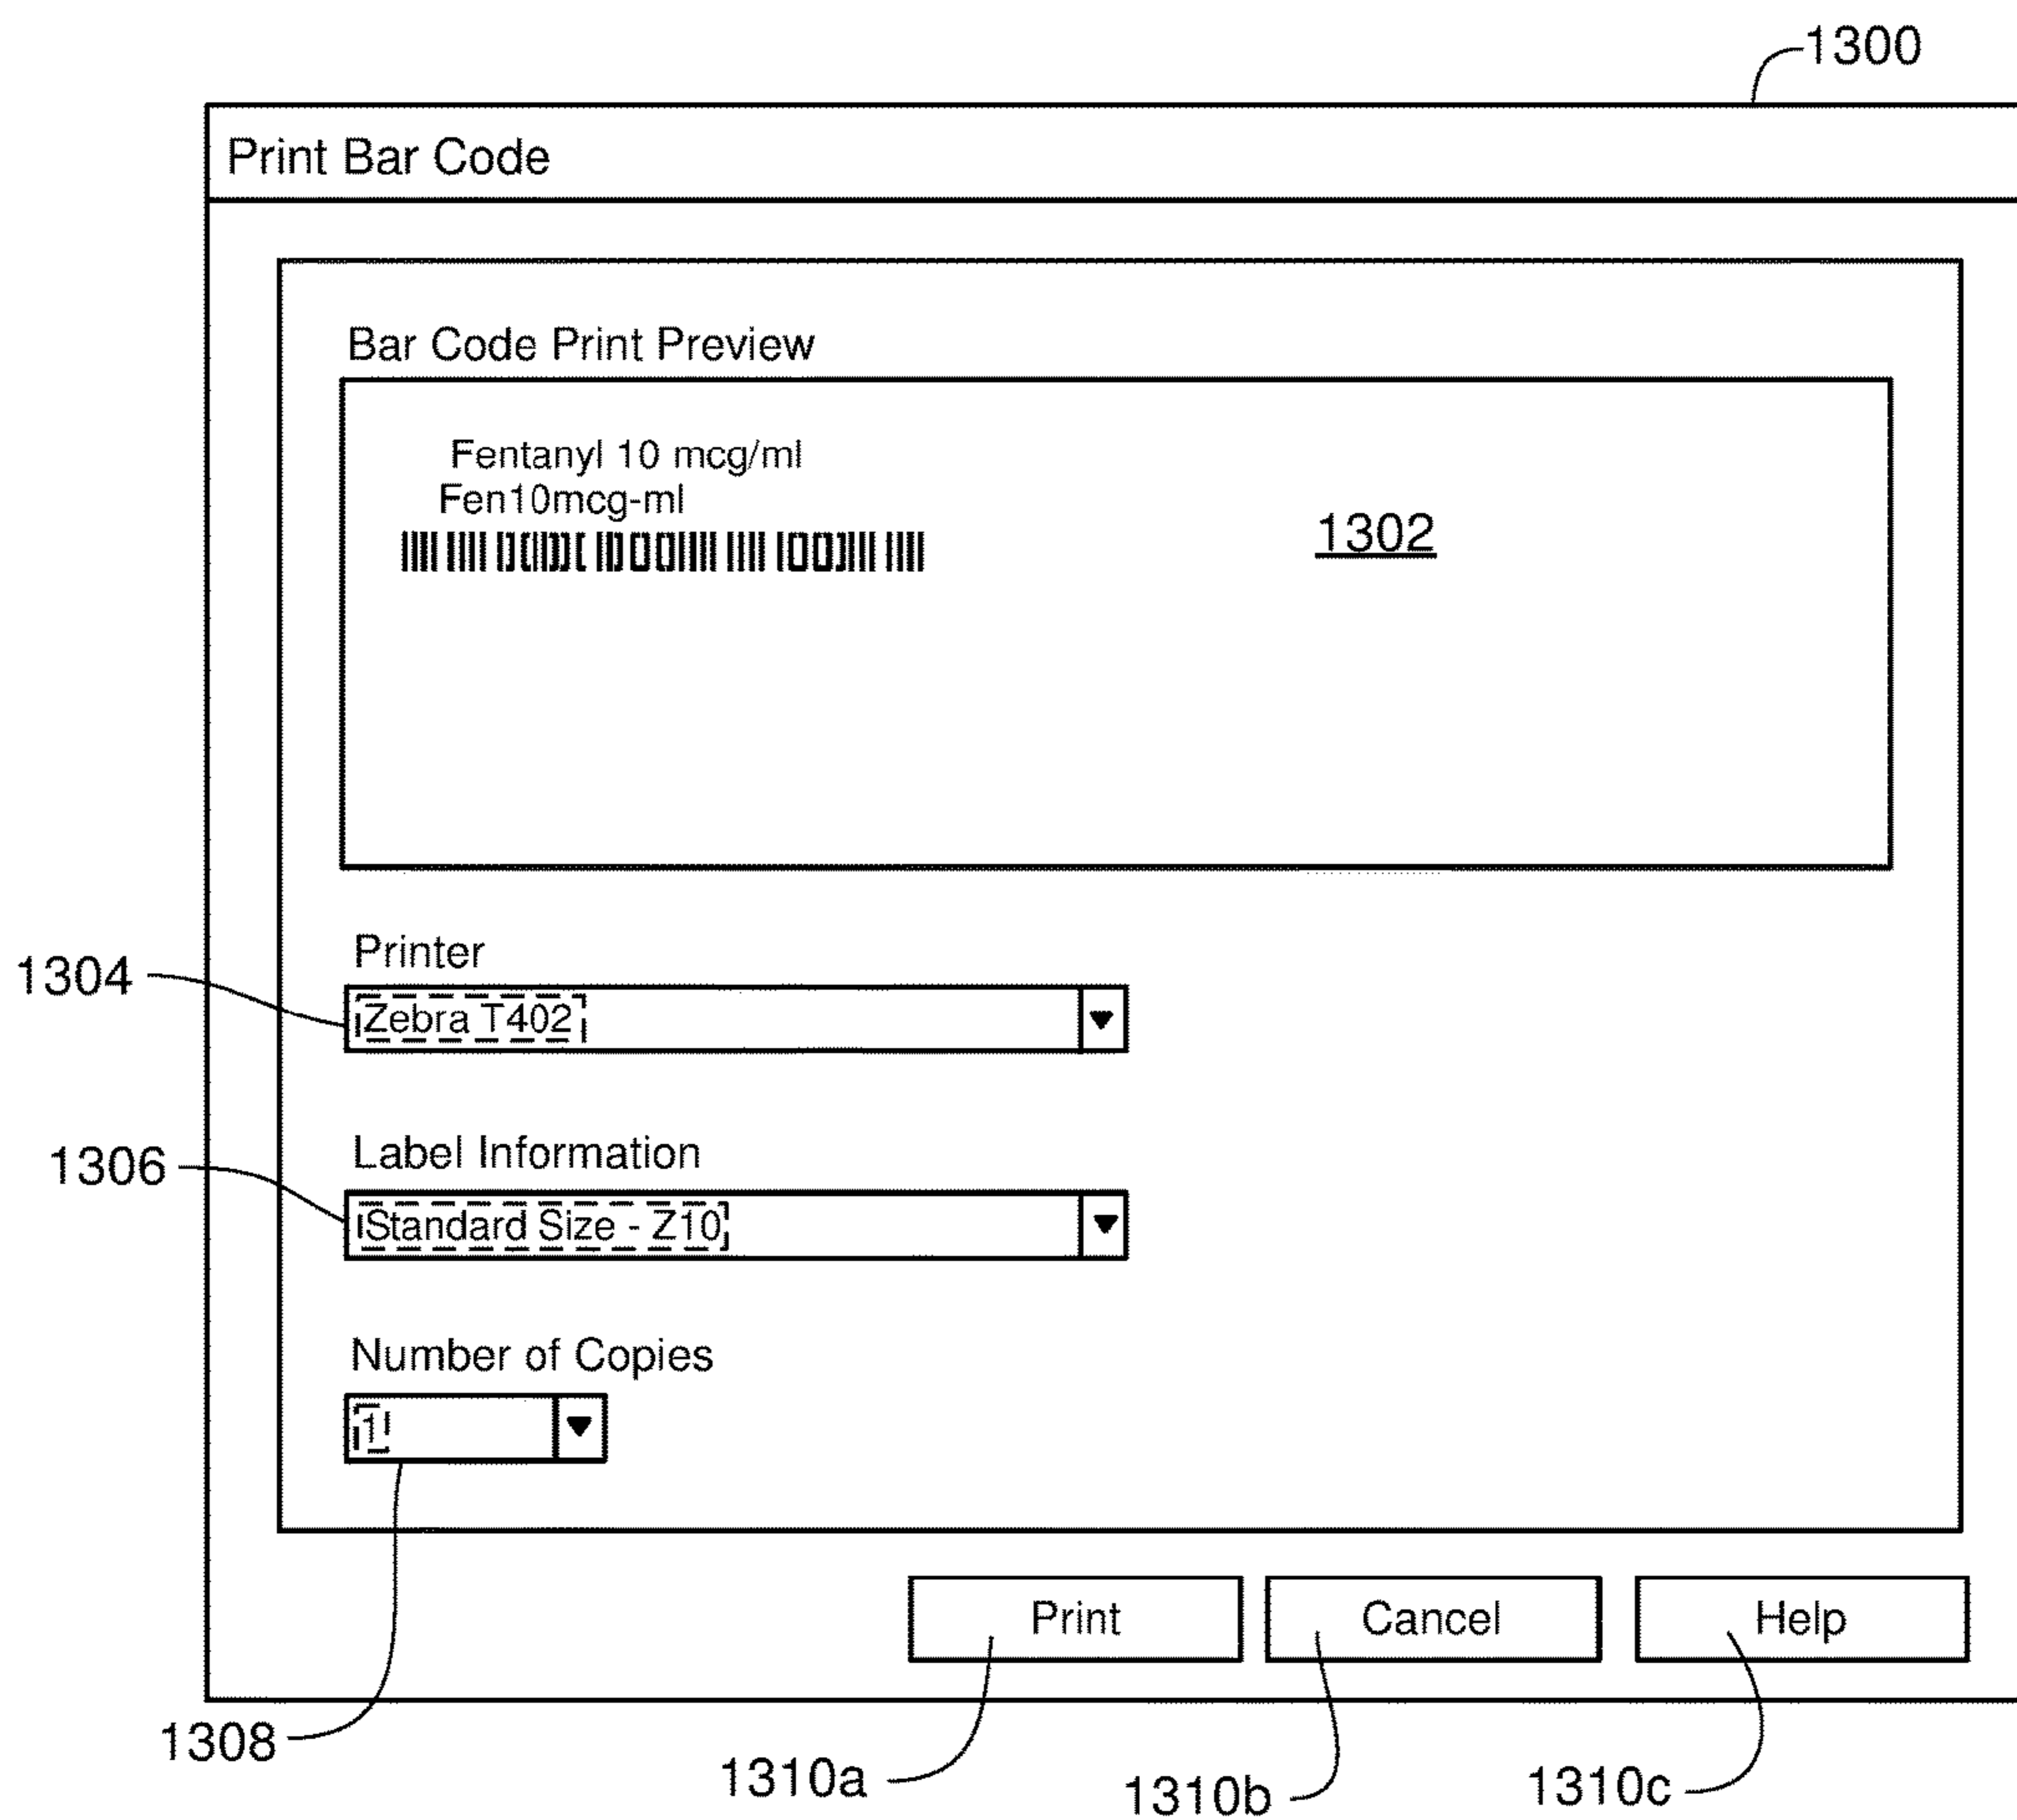 1300
Print Bar Code
Bar Code Print Preview
Fentanyl 10 mcg/ml
Fen10mcg-ml
1302
Printer
1304
Zebra T402
Label Information
1306
Standard Size - Z10
Number of Copies
1
Print Cancel Help
1308
1310a 1310b 1310c